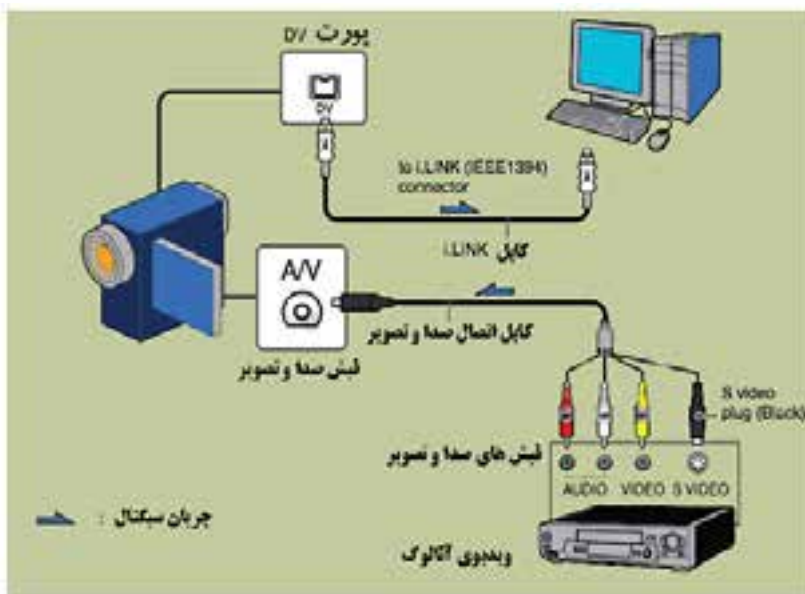 پورت DV
DV
to i.LINK (IEEE1394)
connector
کابل i.LINK
A/V
کابل اتصال صدا و تصویر
فیش صدا و تصویر
S video
plug (Black)
فیش های صدا و تصویر
AUDIO VIDEO S VIDEO
جریان سیگنال :
ویدیوی آنالوگ